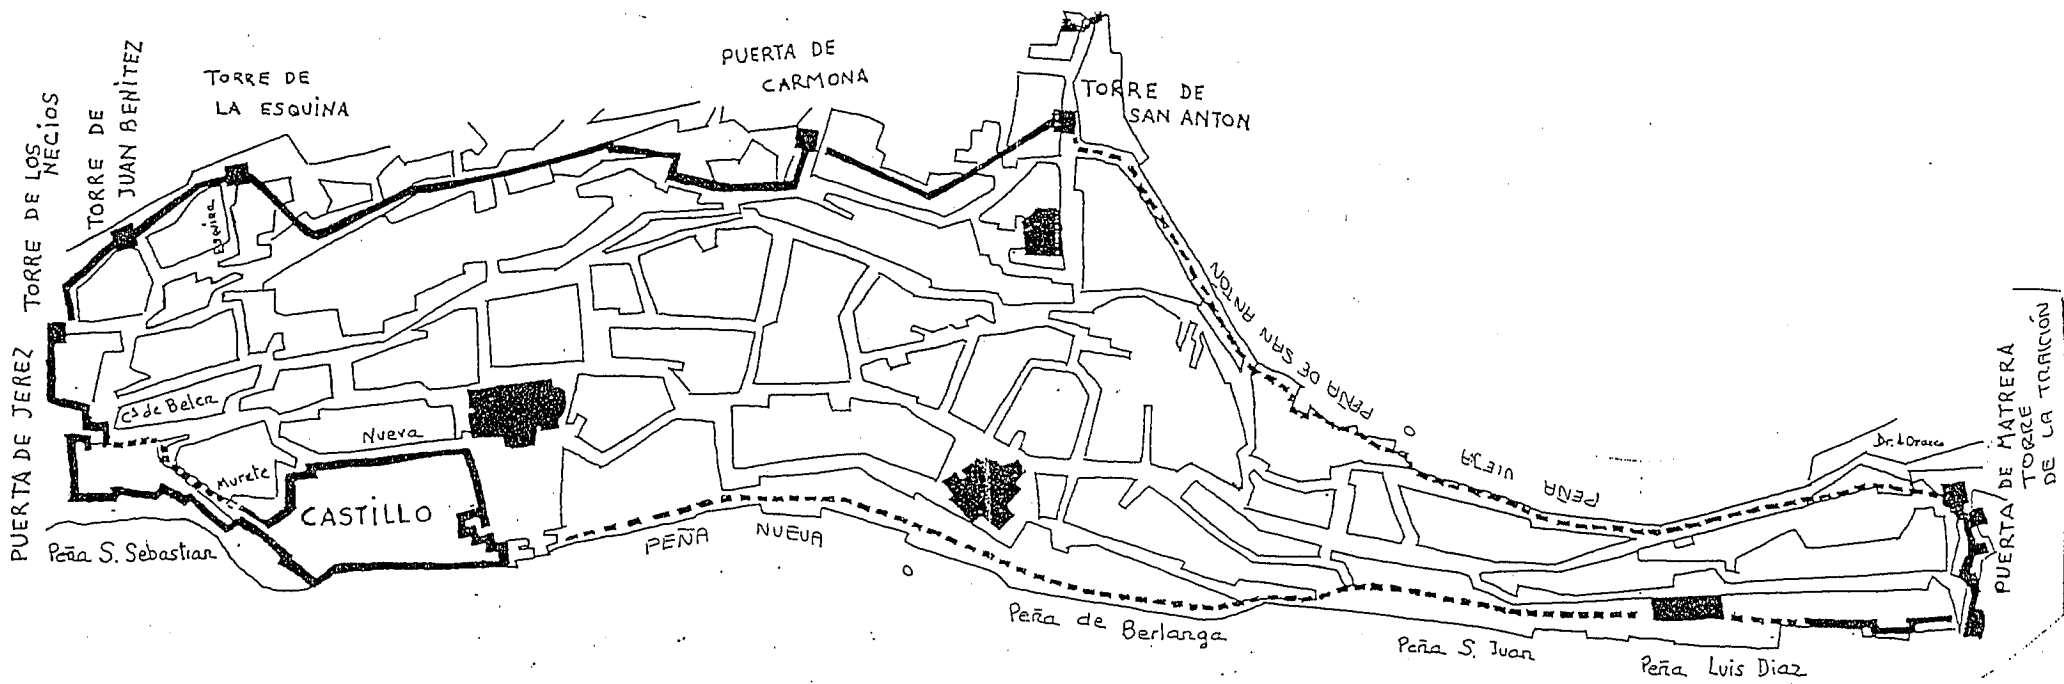 TORRE DE LOS
NECIOS
TORRE DE
JUAN BENÍTEZ
TORRE DE
LA ESQUINA
PUERTA DE
CARMONA
TORRE DE
SAN ANTON
PUERTA DE JEREZ
Cs de Belen
Nueva
Murete
CASTILLO
Peña S. Sebastian
PEÑA NUEVA
Peña de Berlanga
Peña S. Juan
Peña Luis Diaz
PEÑA DE SAN ANTON
PEÑA VIEJA
PUERTA DE MATRERA
TORRE
DE LA TRAICIÓN